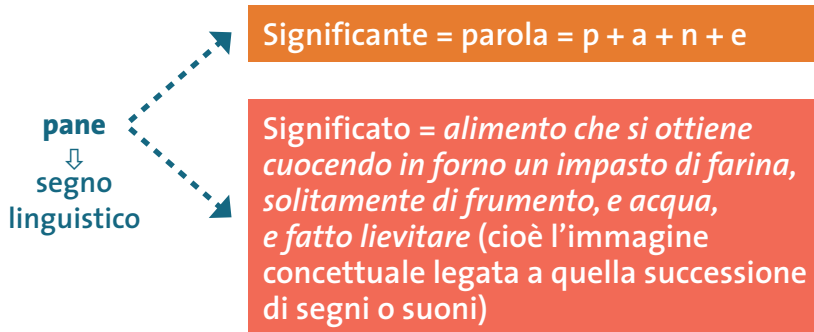 Significante = parola = p + a + n + e
pane
⇩
segno
linguistico
Significato = alimento che si ottiene
cuocendo in forno un impasto di farina,
solitamente di frumento, e acqua,
e fatto lievitare (cioè l'immagine
concettuale legata a quella successione
di segni o suoni)